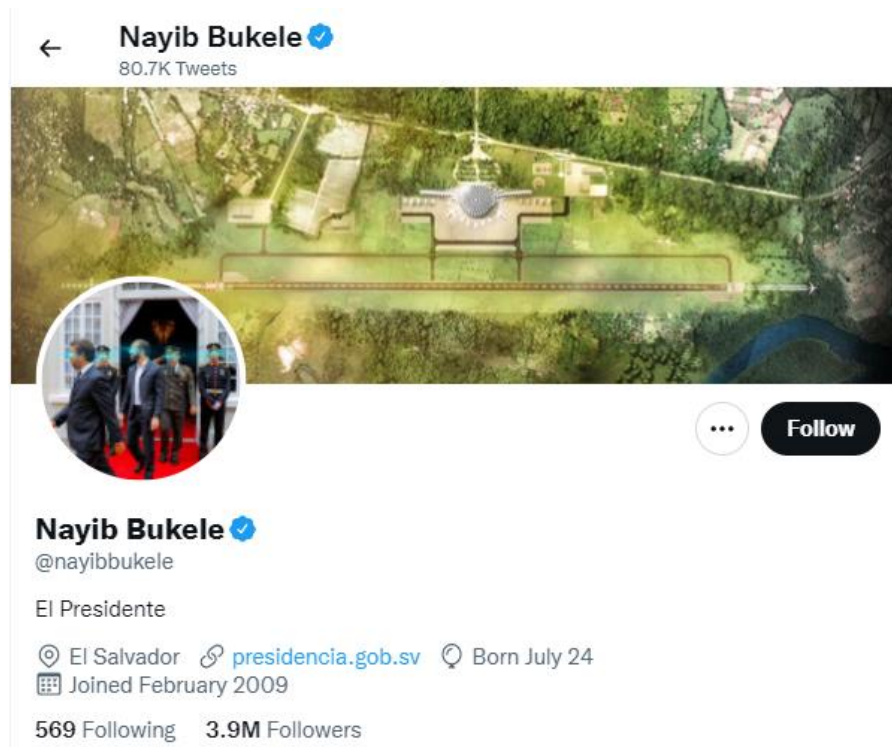 Nayib Bukele
80.7K Tweets
Follow
Nayib Bukele
@nayibbukele
El Presidente
El Salvador presidencia.gob.sv Born July 24
Joined February 2009
569 Following 3.9M Followers